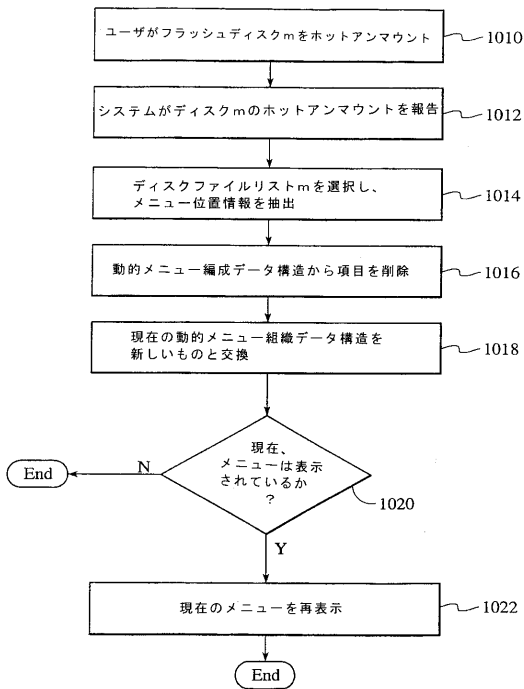 ユーザがフラッシュディスクmをホットアンマウント
1010
システムがディスクmのホットアンマウントを報告
1012
ディスクファイルリストmを選択し、
メニュー位置情報を抽出
1014
動的メニュー編成データ構造から項目を削除
1016
現在の動的メニュー組織データ構造を
新しいものと交換
1018
現在、
メニューは表示
されているか
?
1020
N
End
Y
現在のメニューを再表示
1022
End